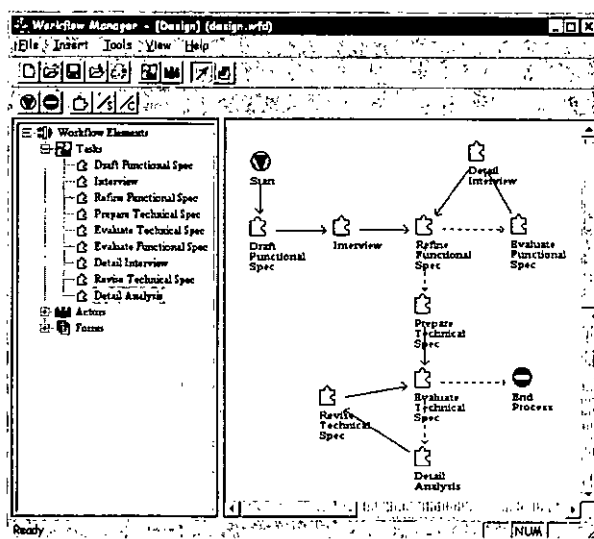 Workflow Manager - (Design) (design.wfd)
File Insert Tools View Help
Workflow Elements
Tasks
Draft Functional Spec
Interview
Refine Functional Spec
Prepare Technical Spec
Evaluate Technical Spec
Evaluate Functional Spec
Detail Interview
Revise Technical Spec
Detail Analysis
Actors
Forms
Start
Detail
Interview
Draft
Functional
Spec
Interview
Refine
Functional
Spec
Evaluate
Functional
Spec
Prepare
Technical
Spec
Revise
Technical
Spec
Evaluate
Technical
Spec
End
Process
Detail
Analysis
Ready
NUM